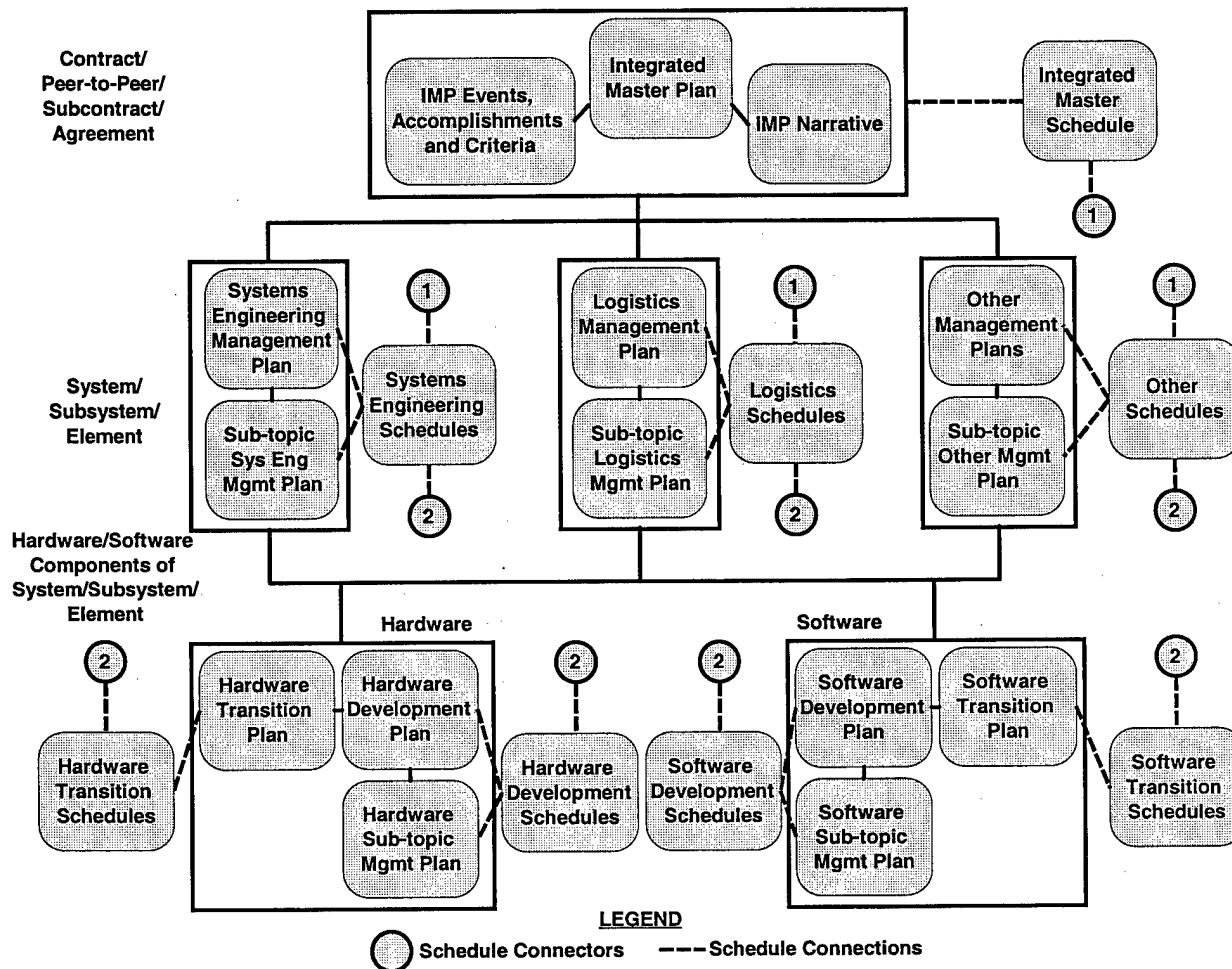 Contract/
Peer-to-Peer/
Subcontract/
Agreement
IMP Events,
Accomplishments
and Criteria
Integrated
Master Plan
IMP Narrative
Integrated
Master
Schedule
1
System/
Subsystem/
Element
Systems
Engineering
Management
Plan
Sub-topic
Sys Eng
Mgmt Plan
1
Systems
Engineering
Schedules
2
Logistics
Management
Plan
Sub-topic
Logistics
Mgmt Plan
1
Logistics
Schedules
2
Other
Management
Plans
Sub-topic
Other Mgmt
Plan
1
Other
Schedules
2
Hardware/Software
Components of
System/Subsystem/
Element
Hardware
2
Hardware
Transition
Schedules
Hardware
Transition
Plan
Hardware
Development
Plan
Hardware
Sub-topic
Mgmt Plan
2
Hardware
Development
Schedules
Software
2
Software
Development
Schedules
Software
Development
Plan
Software
Transition Plan
Software
Sub-topic
Mgmt Plan
2
Software
Transition
Schedules
LEGEND
Schedule Connectors
Schedule Connections